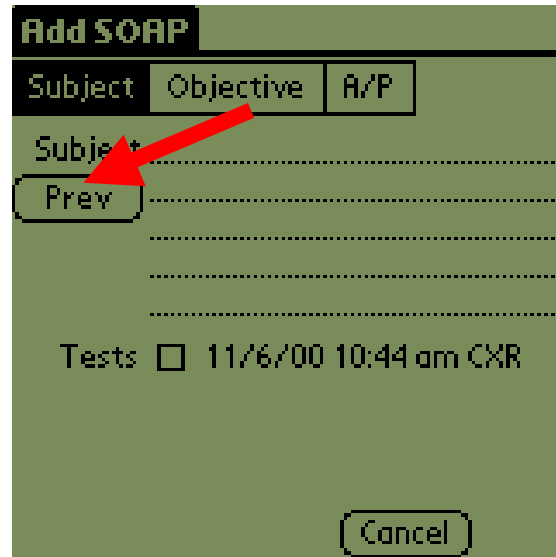 Add SOAP
Subject Objective A/P
Subject
Prev
Tests 11/6/00 10:44 am CXR
Cancel